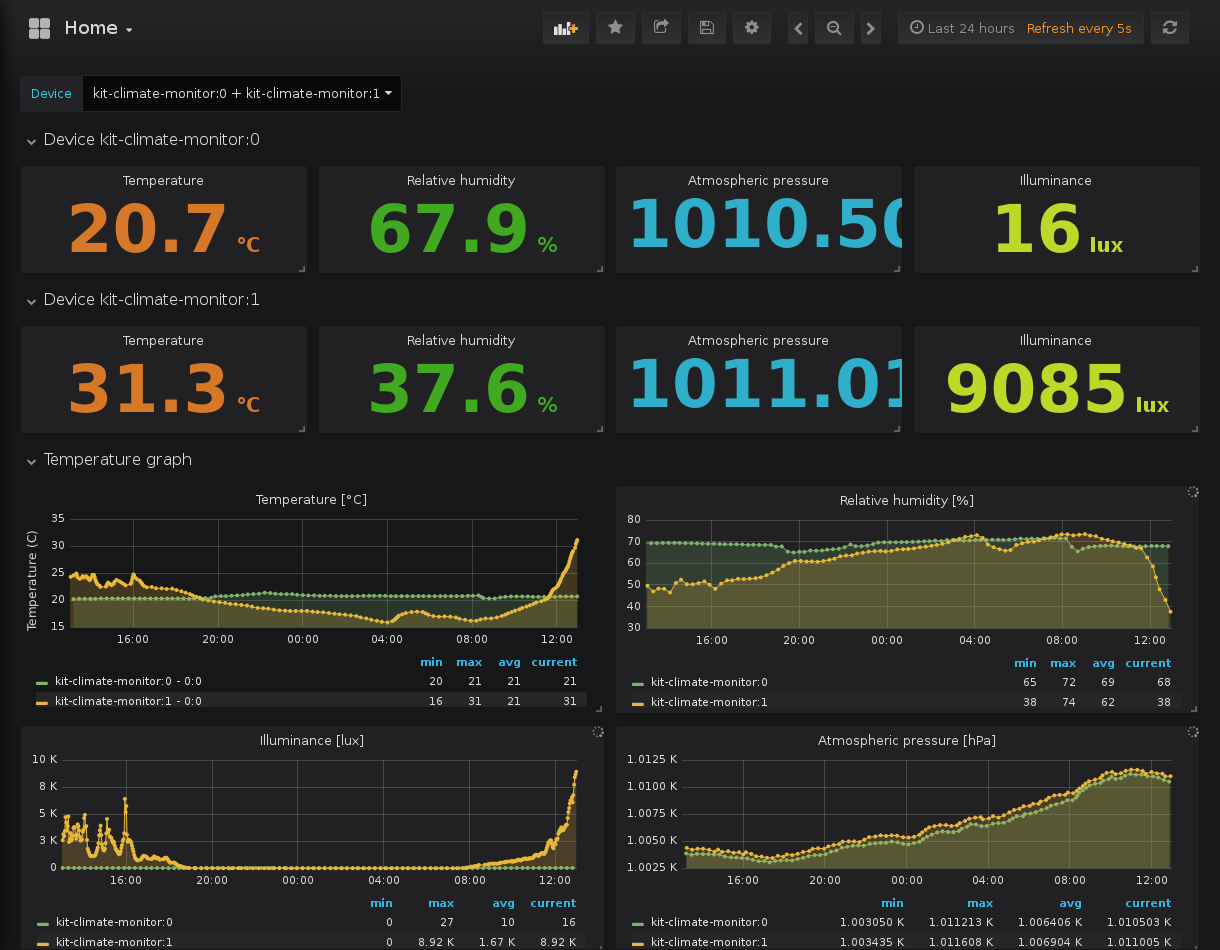 Home
Last 24 hours Refresh every 5s
Device kit-climate-monitor:0 + kit-climate-monitor:1
Device kit-climate-monitor:0
Temperature Relative humidity Atmospheric pressure Illuminance
20.7 °C 67.9 % 1010.50 16 lux
Device kit-climate-monitor:1
Temperature Relative humidity Atmospheric pressure Illuminance
31.3 °C 37.6 % 1011.01 9085 lux
Temperature graph
Temperature [°C]
Temperature (C)
35
30
25
20
15
16:00 20:00 00:00 04:00 08:00 12:00
min max avg current
kit-climate-monitor:0 - 0:0 20 21 21 21
kit-climate-monitor:1 - 0:0 16 31 21 31
Relative humidity [%]
80
70
60
50
40
30
16:00 20:00 00:00 04:00 08:00 12:00
min max avg current
kit-climate-monitor:0 65 72 69 68
kit-climate-monitor:1 38 74 62 38
Illuminance [lux]
10 K
8 K
5 K
3 K
0
16:00 20:00 00:00 04:00 08:00 12:00
min max avg current
kit-climate-monitor:0 0 27 10 16
kit-climate-monitor:1 0 8.92 K 1.67 K 8.92 K
Atmospheric pressure [hPa]
1.0125 K
1.0100 K
1.0075 K
1.0050 K
1.0025 K
16:00 20:00 00:00 04:00 08:00 12:00
min max avg current
kit-climate-monitor:0 1.003050 K 1.011213 K 1.006406 K 1.010503 K
kit-climate-monitor:1 1.003435 K 1.011608 K 1.006904 K 1.011005 K